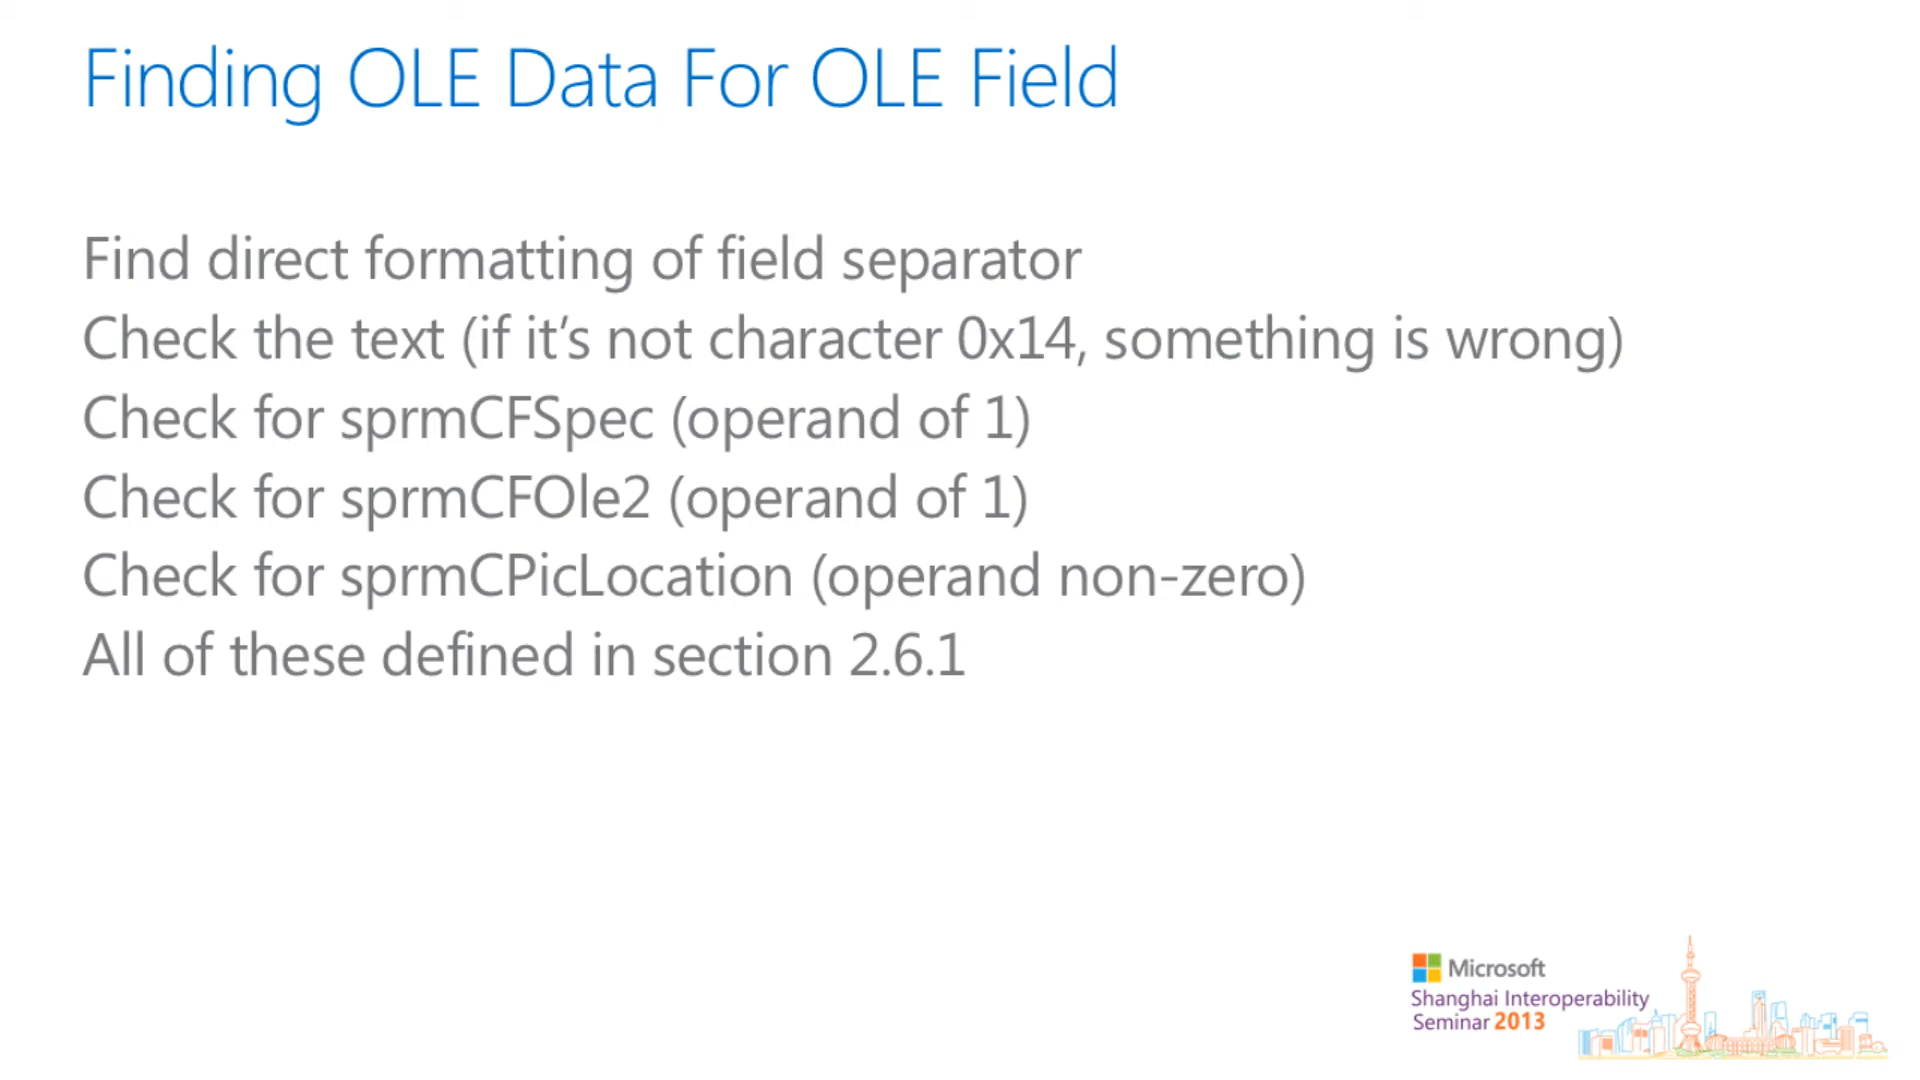 Finding OLE Data For OLE Field
Find direct formatting of field separator
Check the text (if it’s not character 0x14, something is wrong)
Check for sprmCFSpec (operand of 1)
Check for sprmCFOle2 (operand of 1)
Check for sprmCPicLocation (operand non-zero)
All of these defined in section 2.6.1
Microsoft
Shanghai Interoperability
Seminar 2013